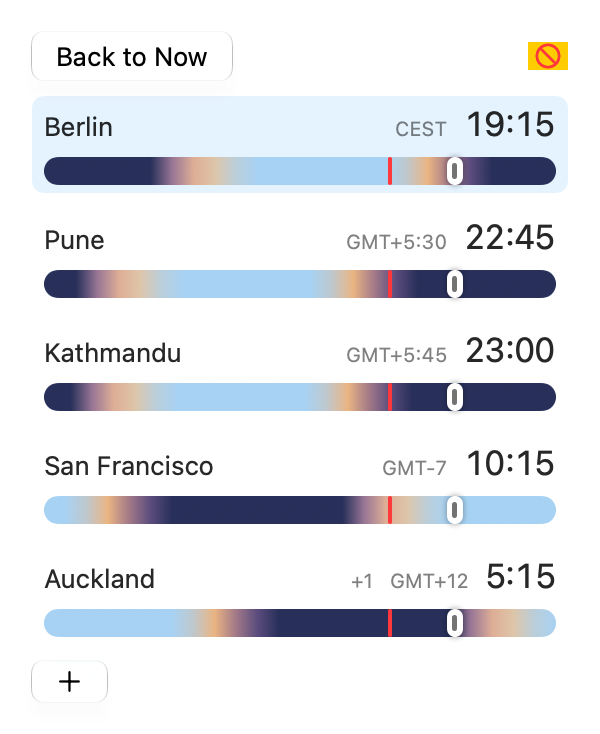 Back to Now
Berlin CEST 19:15
Pune GMT+5:30 22:45
Kathmandu GMT+5:45 23:00
San Francisco GMT-7 10:15
Auckland +1 GMT+12 5:15
+